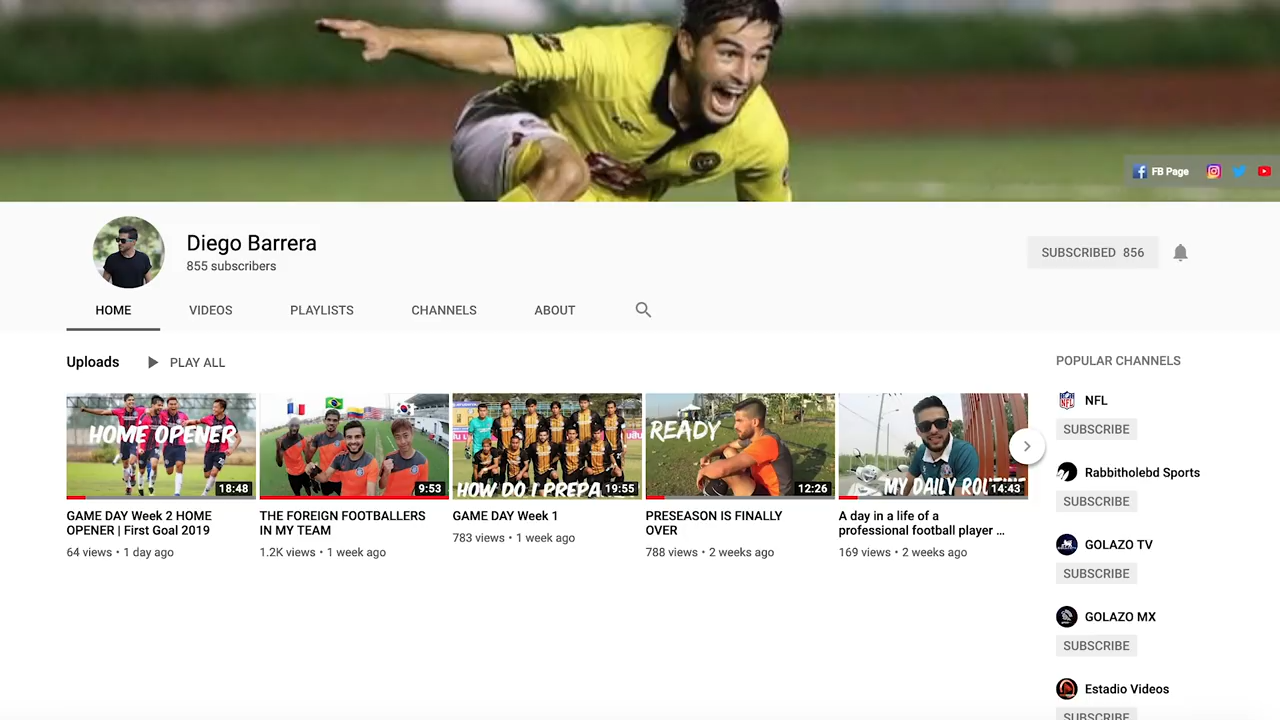 FB Page
Diego Barrera
855 subscribers
SUBSCRIBED 856
HOME
VIDEOS
PLAYLISTS
CHANNELS
ABOUT
Uploads
PLAY ALL
HOME OPENER
18:48
GAME DAY Week 2 HOME
OPENER | First Goal 2019
64 views • 1 day ago
9:53
THE FOREIGN FOOTBALLERS
IN MY TEAM
1.2K views • 1 week ago
HOW DO I PREPA
19:55
GAME DAY Week 1
783 views • 1 week ago
READY
12:26
PRESEASON IS FINALLY
OVER
788 views • 2 weeks ago
MY DAILY ROUTINE
14:43
A day in a life of a
professional football player ...
169 views • 2 weeks ago
POPULAR CHANNELS
NFL
SUBSCRIBE
Rabbitholebd Sports
SUBSCRIBE
GOLAZO TV
SUBSCRIBE
GOLAZO MX
SUBSCRIBE
Estadio Videos
SUBSCRIBE